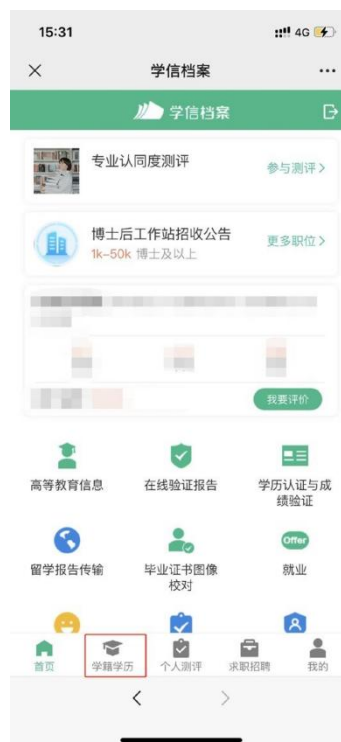 15:31
4G
学信档案
学信档案
专业认同度测评
参与测评>
博士后工作站招收公告
更多职位>
1k–50k 博士及以上
我要评价
高等教育信息
在线验证报告
学历认证与成
绩验证
留学报告传输
毕业证书图像
校对
Offer
就业
首页
学籍学历
个人测评
求职招聘
我的